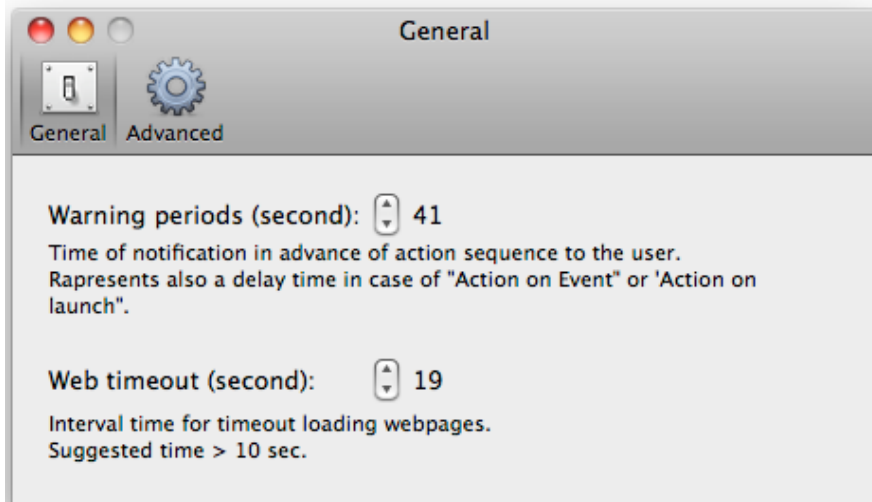 General
General Advanced
Warning periods (second): 41
Time of notification in advance of action sequence to the user.
Rapresents also a delay time in case of "Action on Event" or 'Action on
launch".
Web timeout (second): 19
Interval time for timeout loading webpages.
Suggested time > 10 sec.